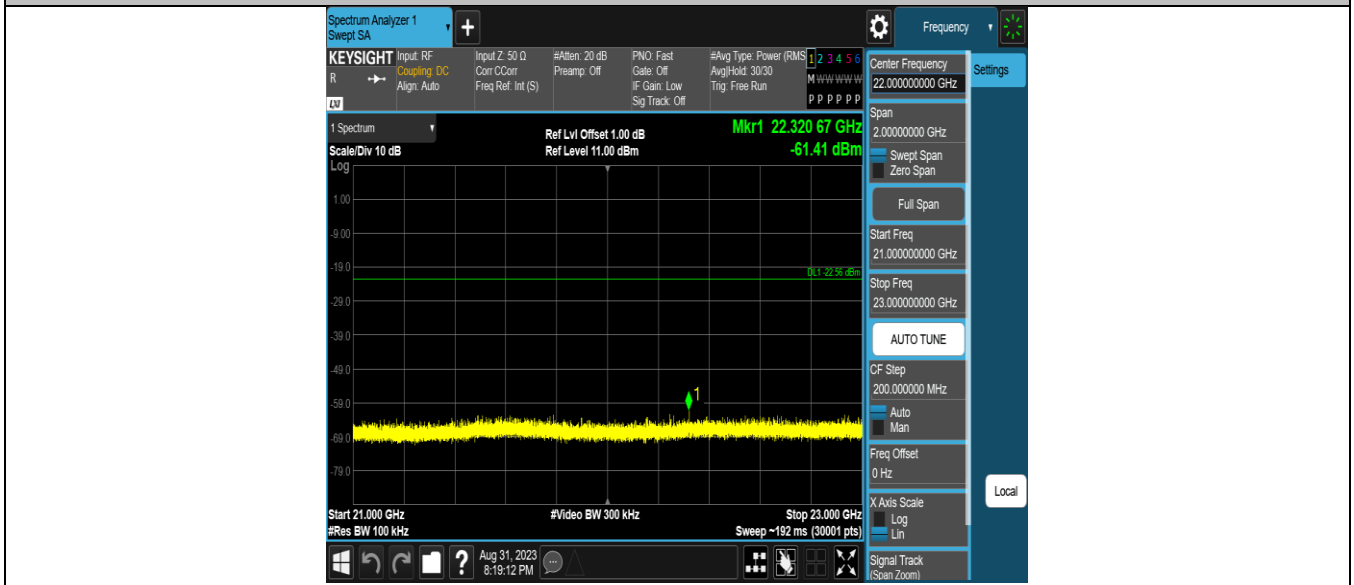 Spectrum Analyzer 1
Swept SA
+
Frequency
KEYSIGHT
R
LXI
Input: RF
Coupling: DC
Align: Auto
Input Z: 50 Ω
Corr CCorr
Freq Ref: Int (S)
#Atten: 20 dB
Preamp: Off
PNO: Fast
Gate: Off
IF Gain: Low
Sig Track: Off
#Avg Type: Power (RMS
Avg|Hold: 30/30
Trig: Free Run
1 2 3 4 5 6
M W W W W W
P P P P P P
1 Spectrum
Scale/Div 10 dB
Log
Ref Lvl Offset 1.00 dB
Ref Level 11.00 dBm
Mkr1 22.320 67 GHz
-61.41 dBm
1.00
-9.00
-19.0
DL1 -22.56 dBm
-29.0
-39.0
-49.0
1
-59.0
-69.0
-79.0
Start 21.000 GHz
#Res BW 100 kHz
#Video BW 300 kHz
Stop 23.000 GHz
Sweep ~192 ms (30001 pts)
?
Aug 31, 2023
8:19:12 PM
Center Frequency
22.000000000 GHz
Span
2.00000000 GHz
Swept Span
Zero Span
Full Span
Start Freq
21.000000000 GHz
Stop Freq
23.000000000 GHz
AUTO TUNE
CF Step
200.000000 MHz
Auto
Man
Freq Offset
0 Hz
X Axis Scale
Log
Lin
Signal Track
(Span Zoom)
Settings
Local